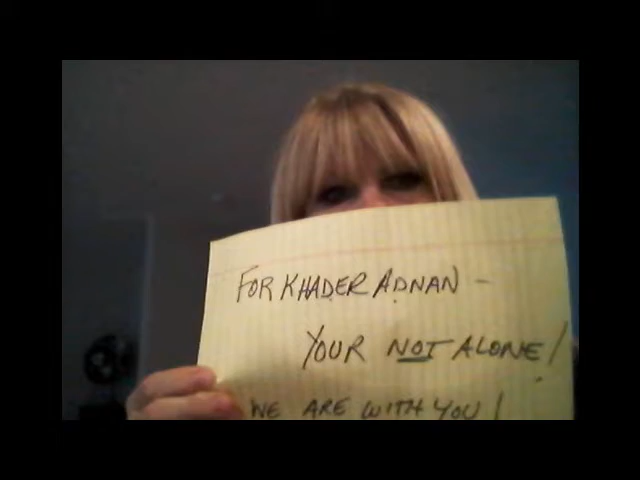 FOR KHADER ADNAN -
YOUR NOT ALONE!
WE ARE WITH YOU!